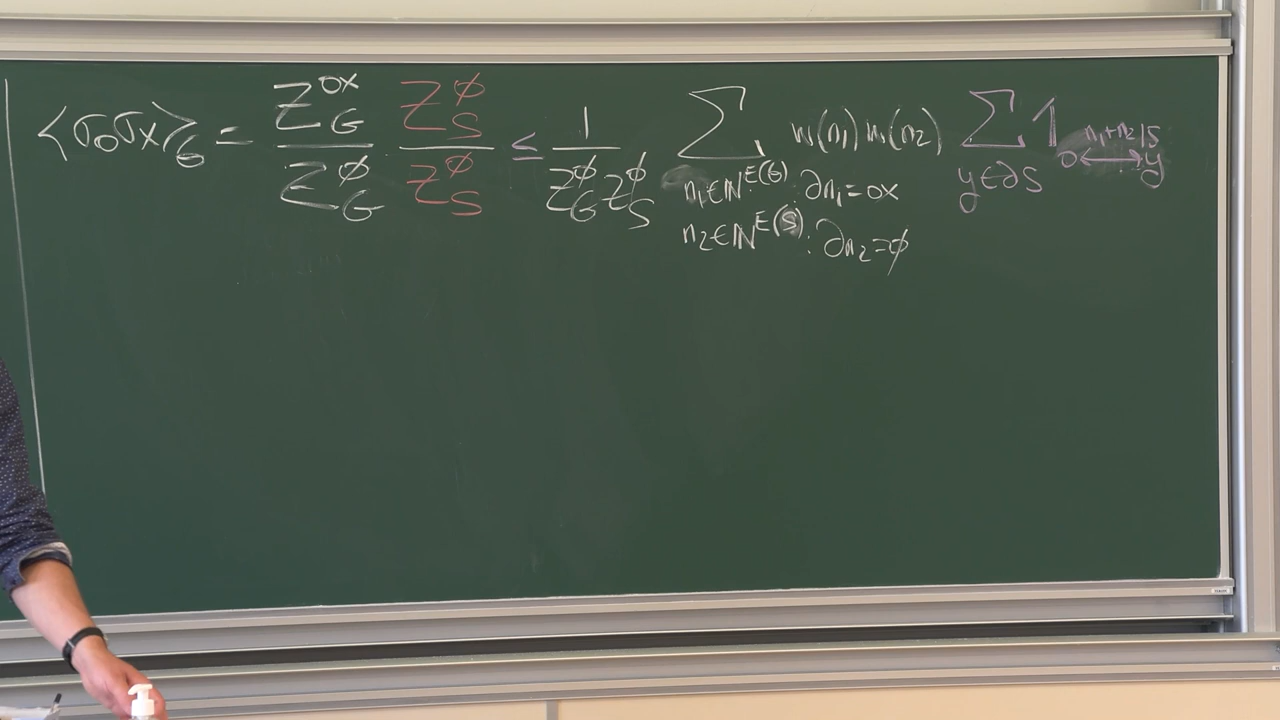 ⟨σ₀σₓ⟩_G = Z_G^{0x} / Z_G^∅ · Z_S^∅ / Z_S^∅ ≤ 1 / (Z_G^∅ Z_S^∅) ∑ w(n₁) w(n₂) ∑_{y∈∂S} 1_{0 ⟷^{n₁+n₂|S} y}
n₁∈ℕ^{E(G)}: ∂n₁=0x
n₂∈ℕ^{E(S)}: ∂n₂=∅